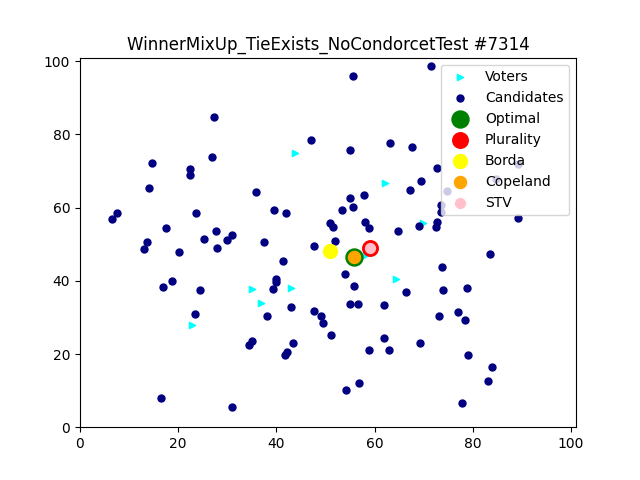 WinnerMixUp_TieExists_NoCondorcetTest #7314
100
80
60
40
20
0
0 20 40 60 80 100
Voters
Candidates
Optimal
Plurality
Borda
Copeland
STV